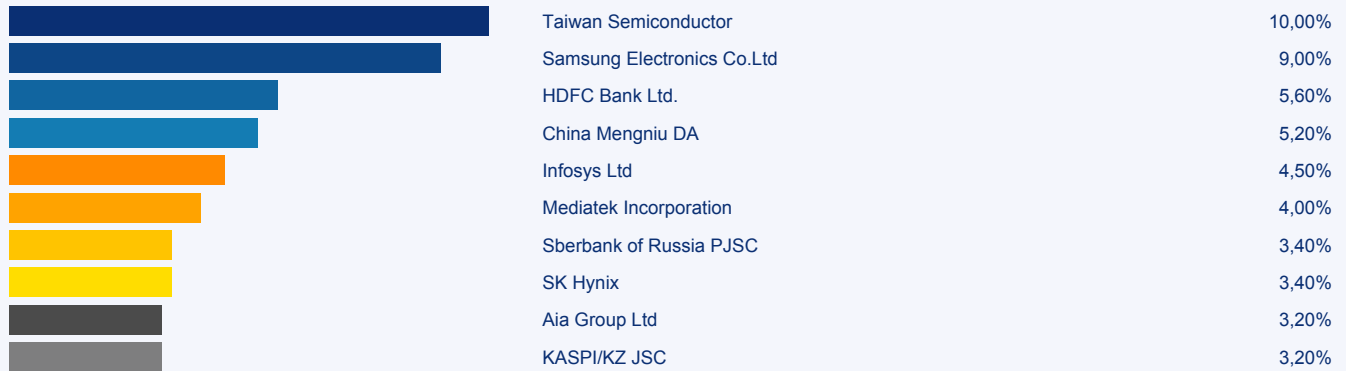 Taiwan Semiconductor 10,00%
Samsung Electronics Co.Ltd 9,00%
HDFC Bank Ltd. 5,60%
China Mengniu DA 5,20%
Infosys Ltd 4,50%
Mediatek Incorporation 4,00%
Sberbank of Russia PJSC 3,40%
SK Hynix 3,40%
Aia Group Ltd 3,20%
KASPI/KZ JSC 3,20%